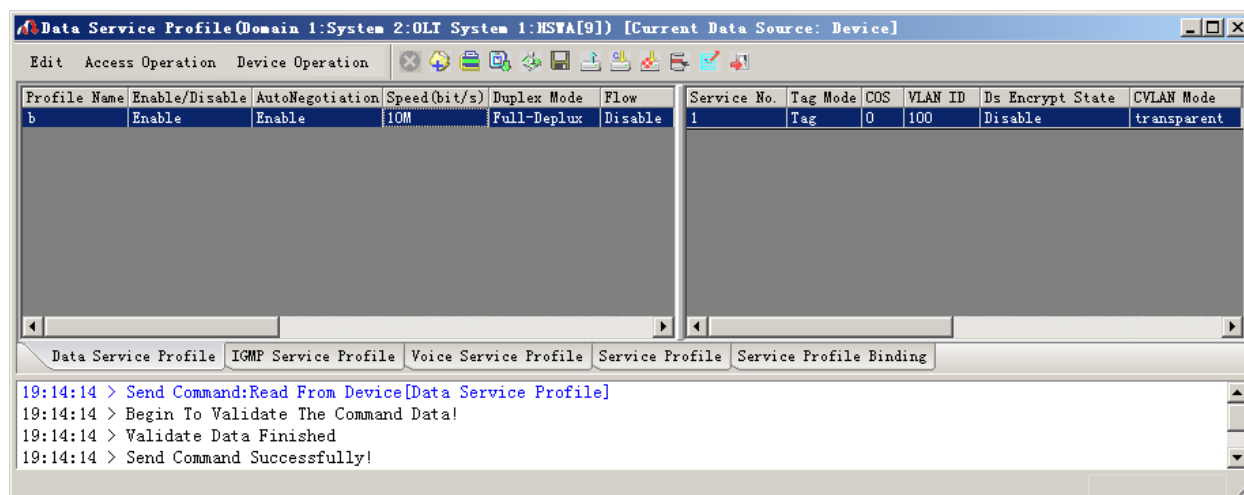 Data Service Profile(Domain 1:System 2:OLT System 1:HSWA[9]) [Current Data Source: Device]
Edit Access Operation Device Operation
Profile Name Enable/Disable AutoNegotiation Speed(bit/s) Duplex Mode Flow Service No. Tag Mode COS VLAN ID Ds Encrypt State CVLAN Mode
b Enable Enable 10M Full-Deplux Disable 1 Tag 0 100 Disable transparent
Data Service Profile IGMP Service Profile Voice Service Profile Service Profile Service Profile Binding
19:14:14 > Send Command:Read From Device[Data Service Profile]
19:14:14 > Begin To Validate The Command Data!
19:14:14 > Validate Data Finished
19:14:14 > Send Command Successfully!